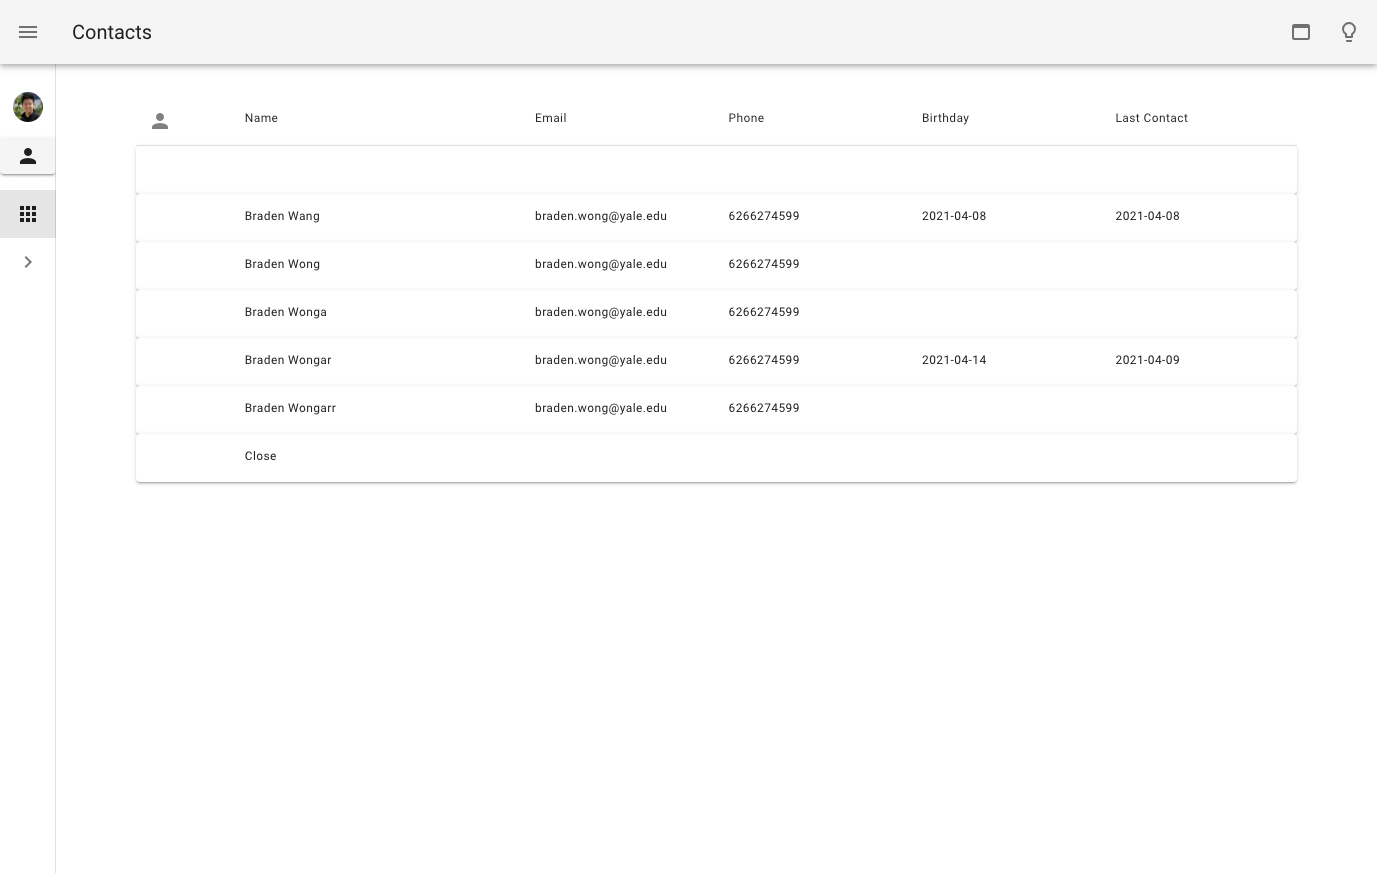 Contacts
Name Email Phone Birthday Last Contact
Braden Wang braden.wong@yale.edu 6266274599 2021-04-08 2021-04-08
Braden Wong braden.wong@yale.edu 6266274599
Braden Wonga braden.wong@yale.edu 6266274599
Braden Wongar braden.wong@yale.edu 6266274599 2021-04-14 2021-04-09
Braden Wongarr braden.wong@yale.edu 6266274599
Close